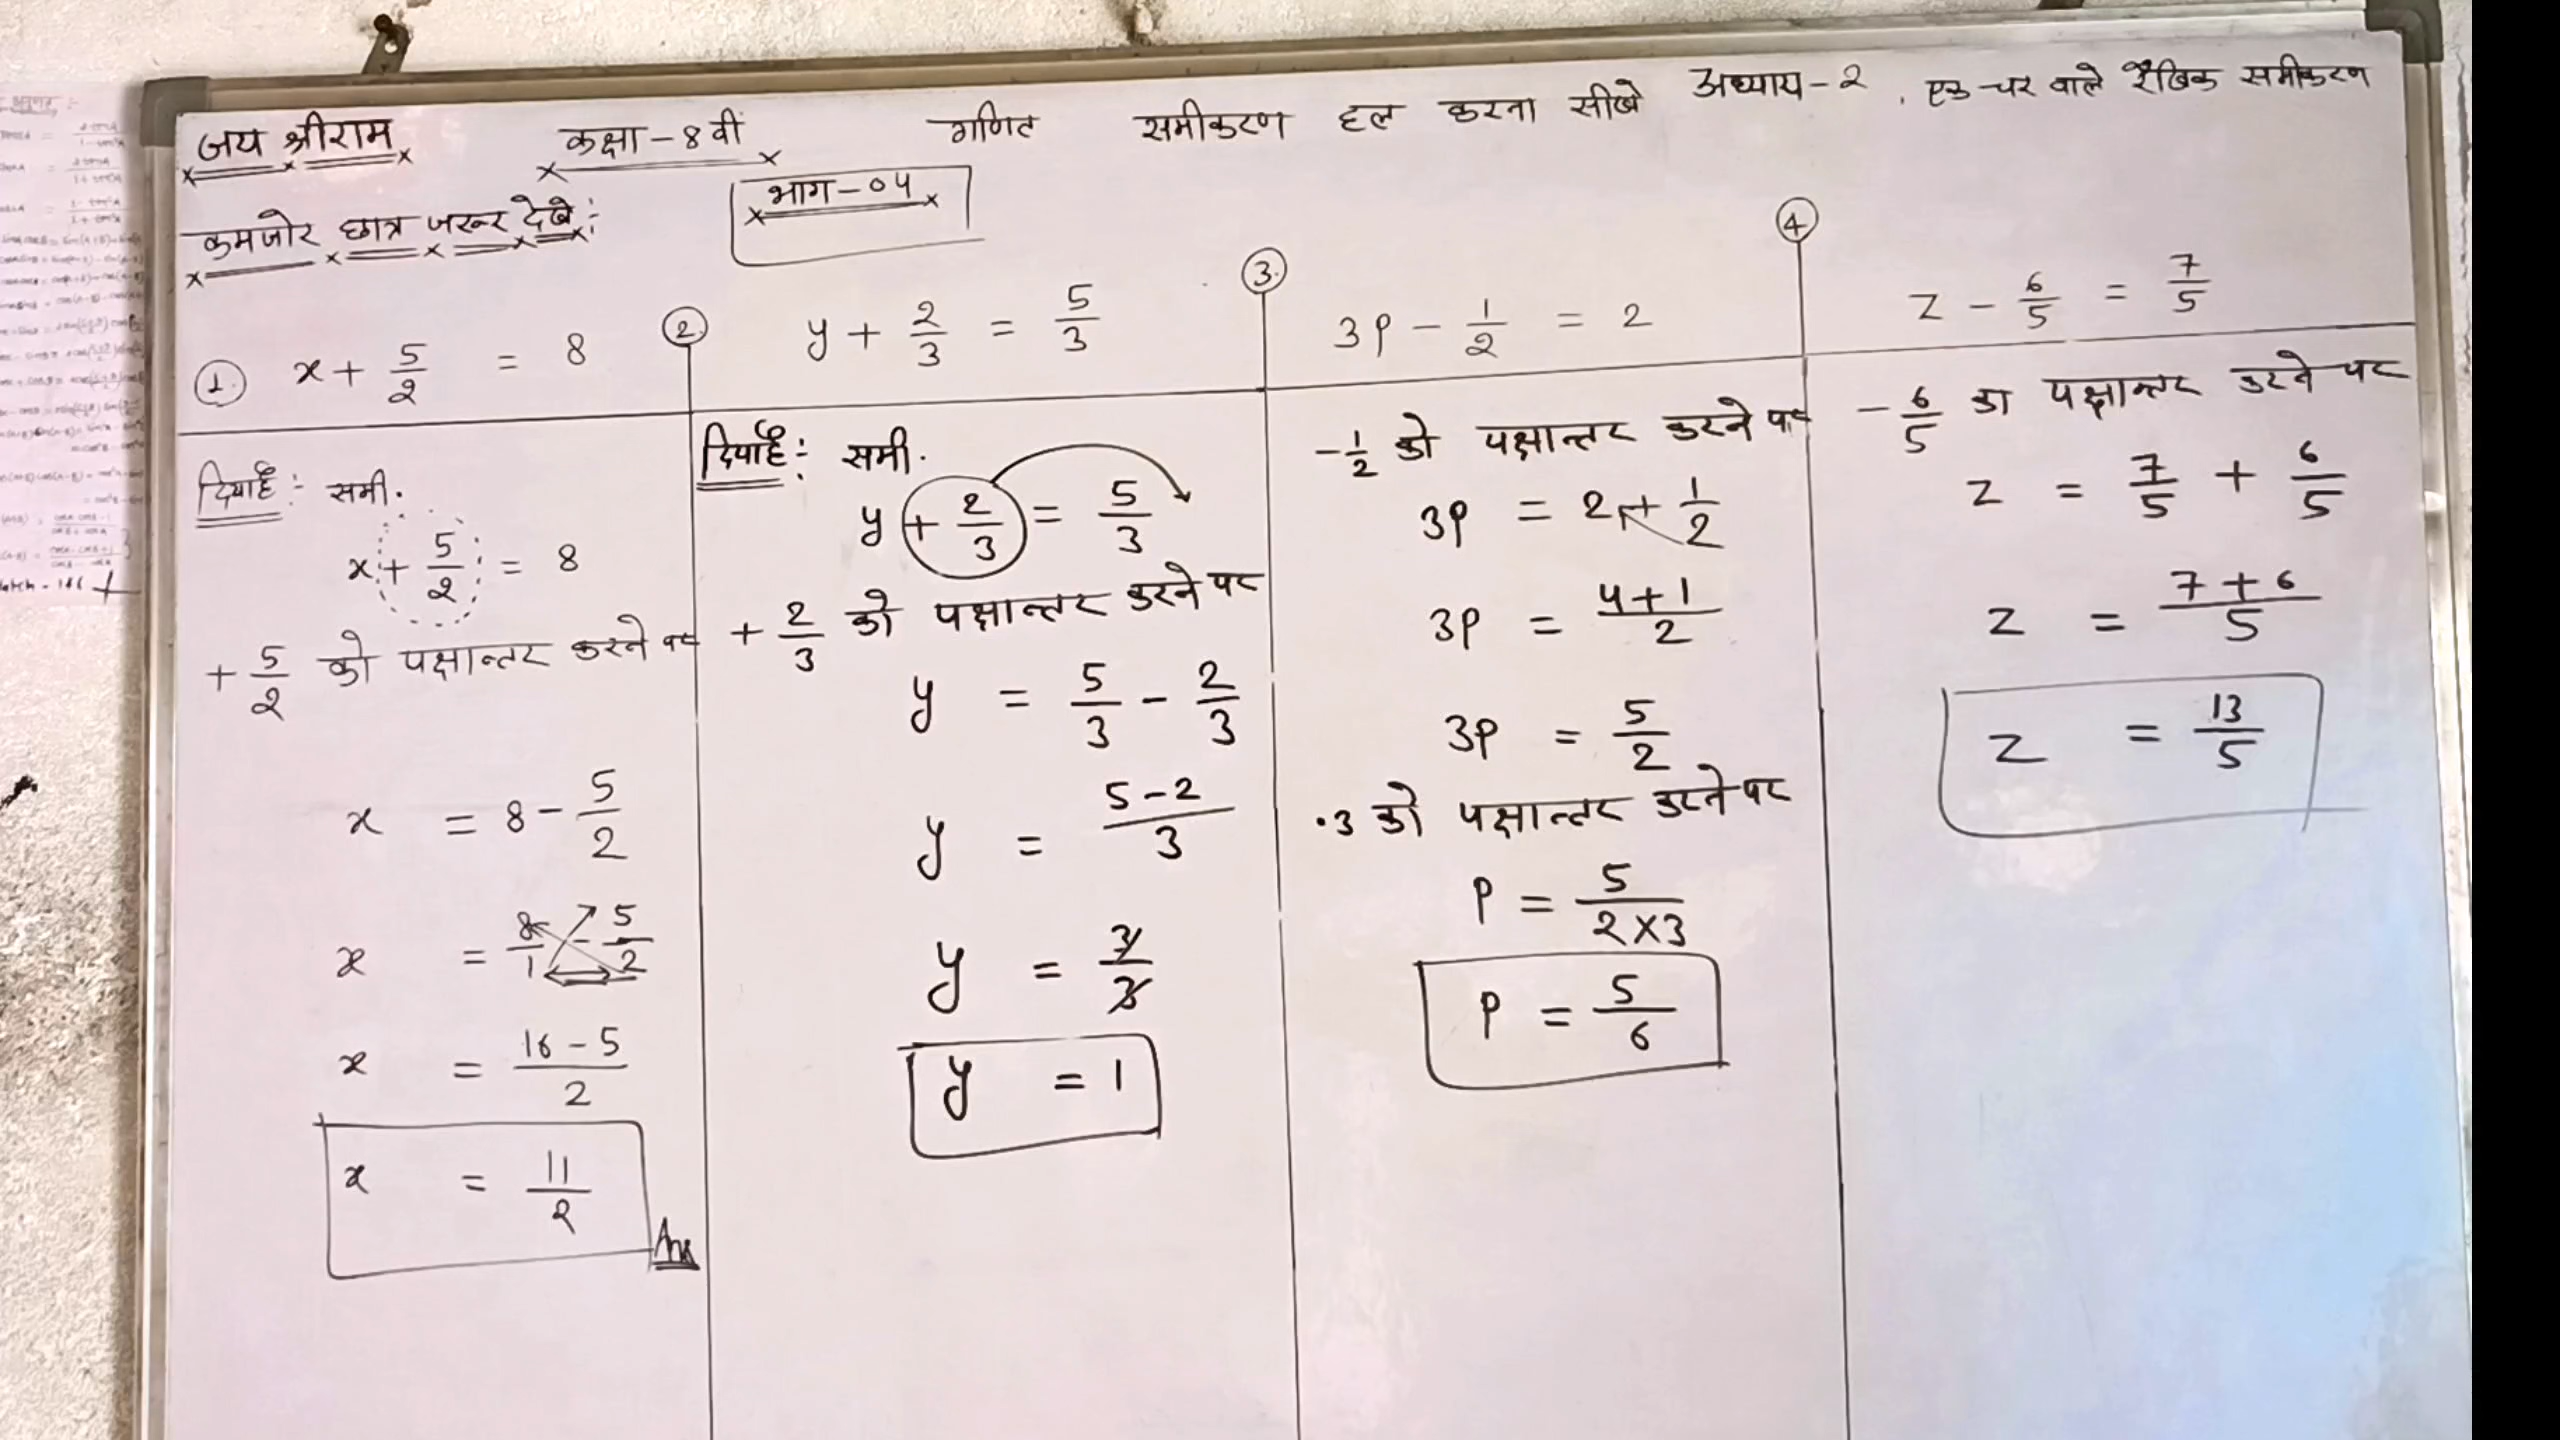 जय श्रीराम कक्षा-8वीं गणित समीकरण हल करना सीखे अध्याय-2, एक चर वाले रैखिक समीकरण
कमजोर छात्र जरूर देखे:
भाग-04
① x + 5/2 = 8
दिया है: समी.
x + 5/2 = 8
+ 5/2 को पक्षान्तर करने पर
x = 8 - 5/2
x = 8/1 - 5/2
x = 16-5/2
x = 11/2
Ans
② y + 2/3 = 5/3
दिया है: समी.
y + 2/3 = 5/3
+ 2/3 को पक्षान्तर करने पर
y = 5/3 - 2/3
y = 5-2/3
y = 3/3
y = 1
③ 3p - 1/2 = 2
-1/2 को पक्षान्तर करने पर
3p = 2 + 1/2
3p = 4+1/2
3p = 5/2
.3 को पक्षान्तर करने पर
p = 5/2×3
p = 5/6
④ z - 6/5 = 7/5
- 6/5 का पक्षान्तर करने पर
z = 7/5 + 6/5
z = 7+6/5
z = 13/5